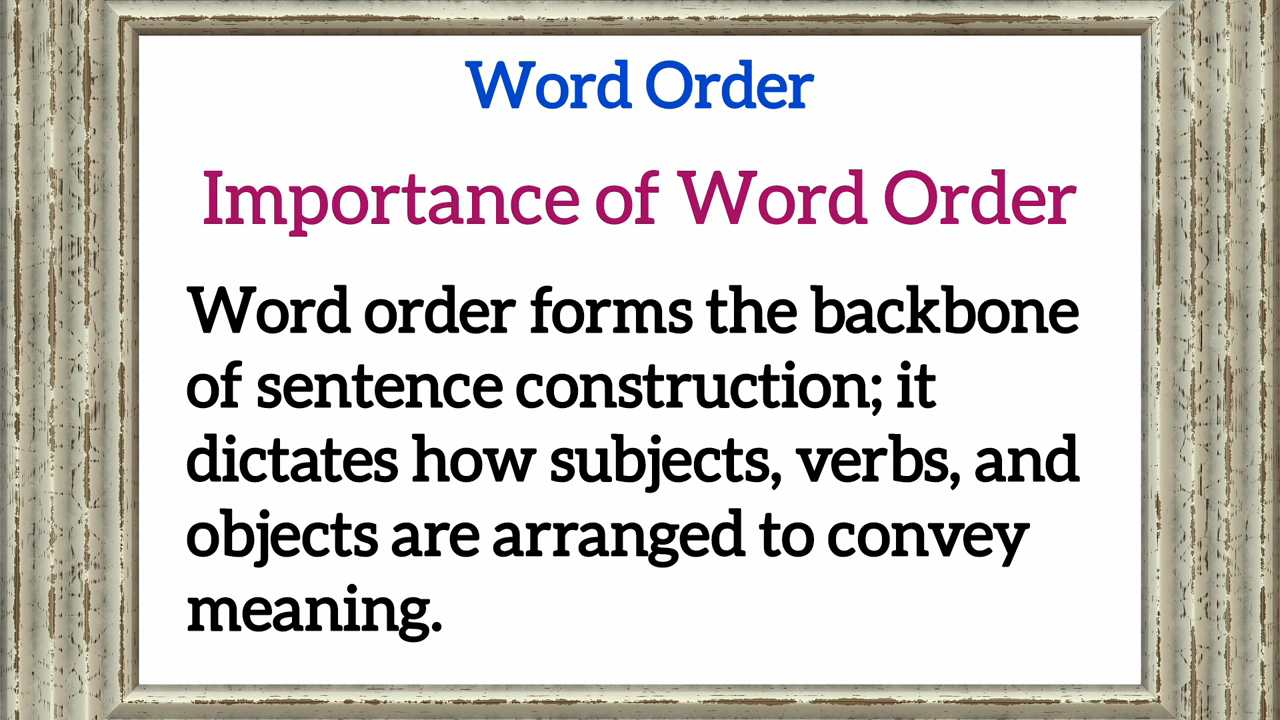 Word Order
Importance of Word Order
Word order forms the backbone
of sentence construction; it
dictates how subjects, verbs, and
objects are arranged to convey
meaning.